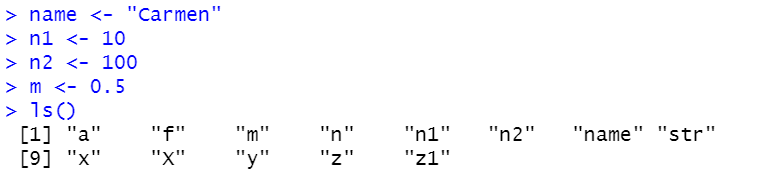 > name <- "Carmen"
> n1 <- 10
> n2 <- 100
> m <- 0.5
> ls()
[1] "a" "f" "m" "n" "n1" "n2" "name" "str"
[9] "x" "X" "y" "z" "z1"